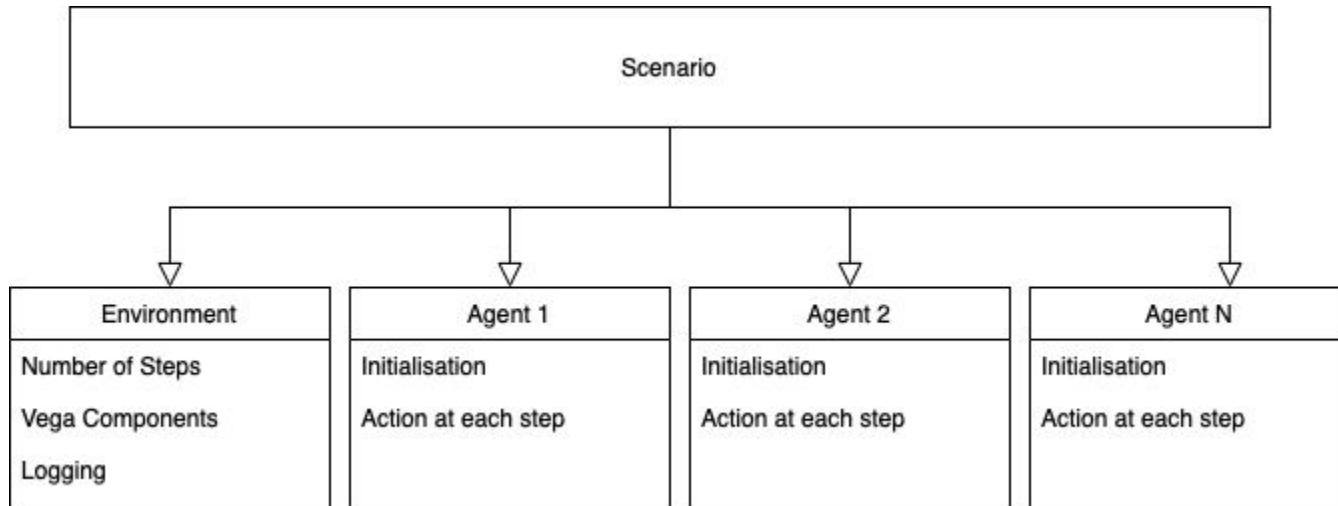 Scenario
Environment
Number of Steps
Vega Components
Logging
Agent 1
Initialisation
Action at each step
Agent 2
Initialisation
Action at each step
Agent N
Initialisation
Action at each step